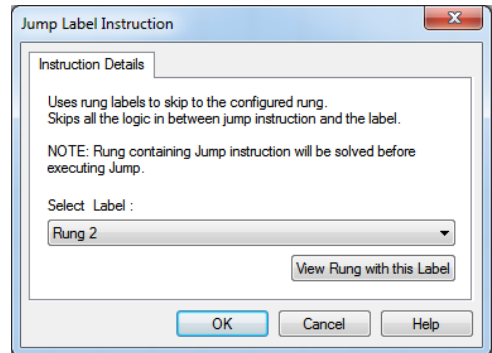 Jump Label Instruction
Instruction Details
Uses rung labels to skip to the configured rung.
Skips all the logic in between jump instruction and the label.
NOTE: Rung containing Jump instruction will be solved before
executing Jump.
Select Label :
Rung 2
View Rung with this Label
OK Cancel Help